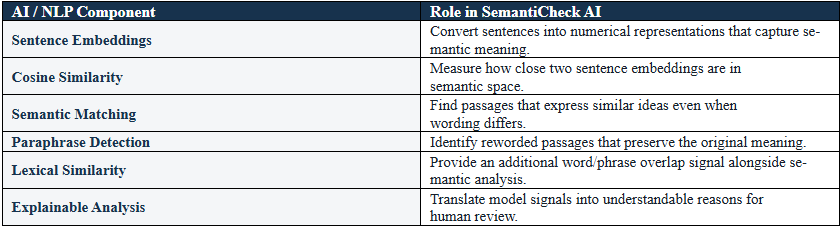 AI / NLP Component
Role in SemantiCheck AI
Sentence Embeddings
Convert sentences into numerical representations that capture se-
mantic meaning.
Cosine Similarity
Measure how close two sentence embeddings are in
semantic space.
Semantic Matching
Find passages that express similar ideas even when
wording differs.
Paraphrase Detection
Identify reworded passages that preserve the original meaning.
Lexical Similarity
Provide an additional word/phrase overlap signal alongside se-
mantic analysis.
Explainable Analysis
Translate model signals into understandable reasons for
human review.